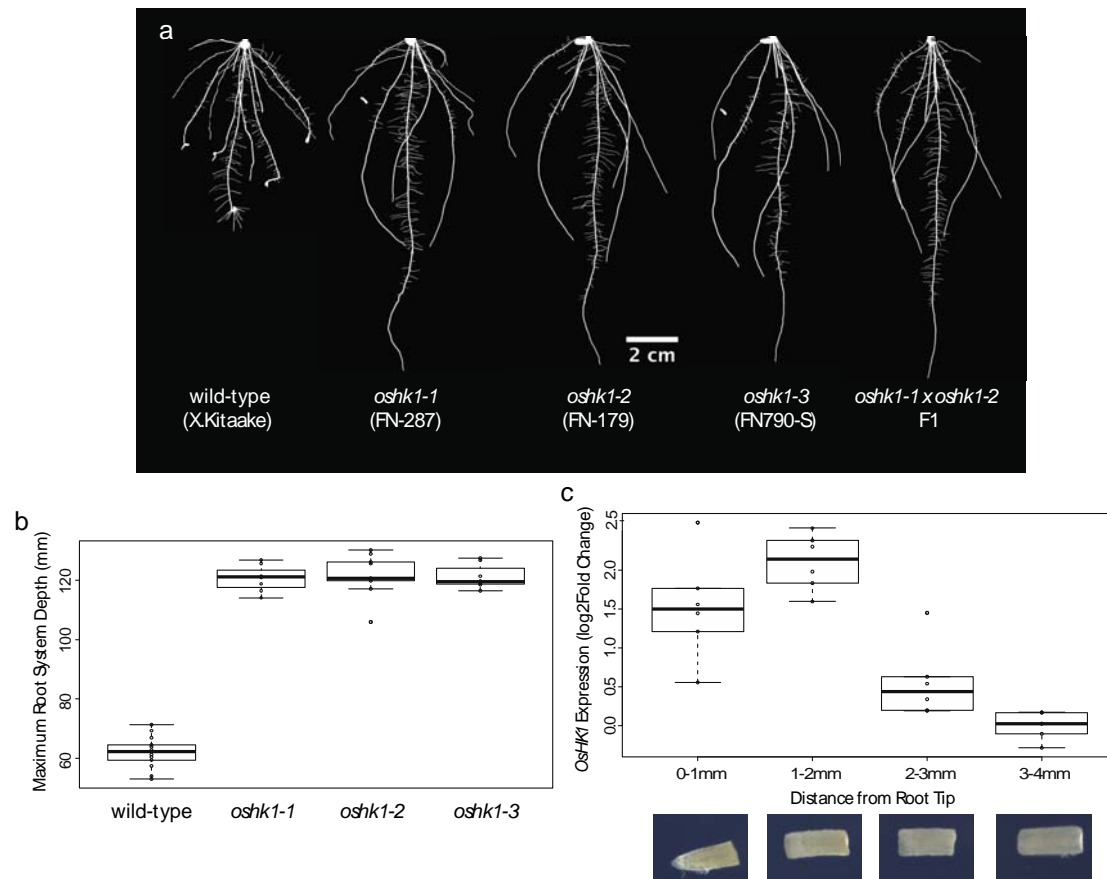 a
2 cm
wild-type
(X.Kitaake)
oshk1-1
(FN-287)
oshk1-2
(FN-179)
oshk1-3
(FN790-S)
oshk1-1 x oshk1-2
F1
b
Maximum Root System Depth (mm)
120
100
80
60
wild-type
oshk1-1
oshk1-2
oshk1-3
c
OsHK1 Expression (log2Fold Change)
2.5
2.0
1.5
1.0
0.5
0.0
0-1mm
1-2mm
2-3mm
3-4mm
Distance from Root Tip